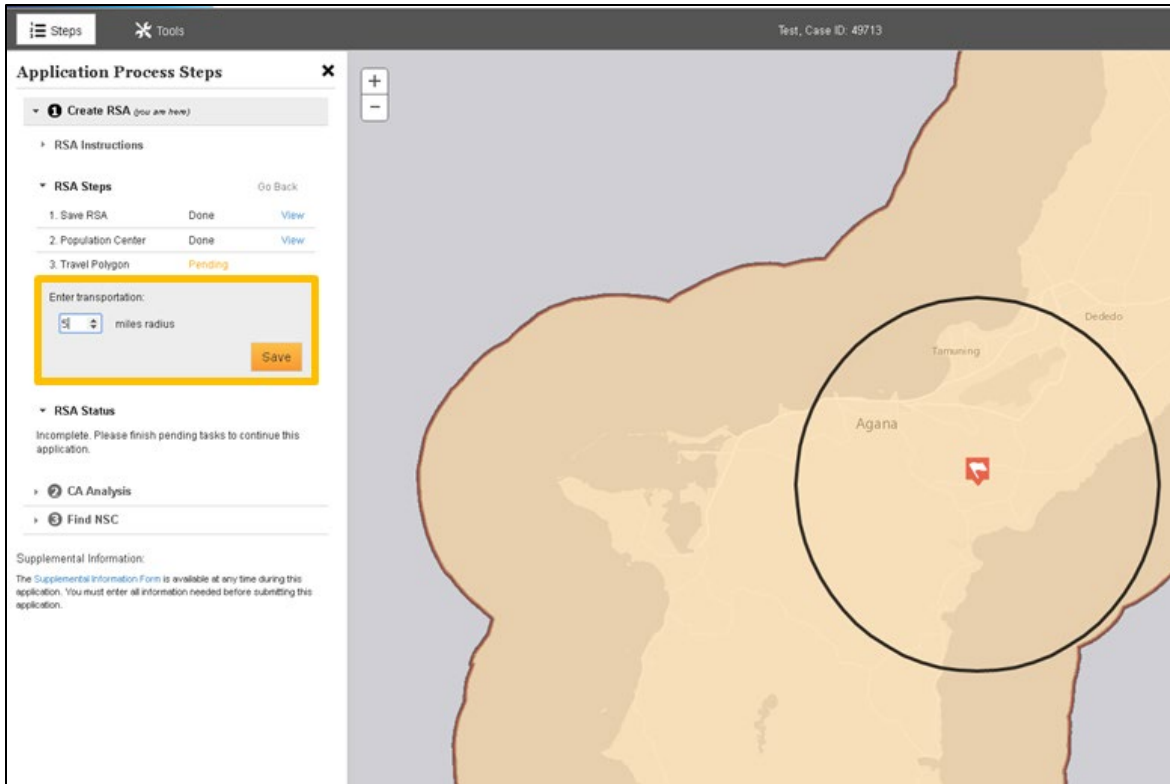 Steps
Tools
Test, Case ID: 49713
Application Process Steps
1 Create RSA (you are here)
RSA Instructions
RSA Steps Go Back
1. Save RSA Done View
2. Population Center Done View
3. Travel Polygon Pending
Enter transportation:
5 miles radius
Save
RSA Status
Incomplete. Please finish pending tasks to continue this
application.
2 CA Analysis
3 Find NSC
Supplemental Information:
The Supplemental Information Form is available at any time during this
application. You must enter all information needed before submitting this
application.
+
−
Dededo
Tamuning
Agana